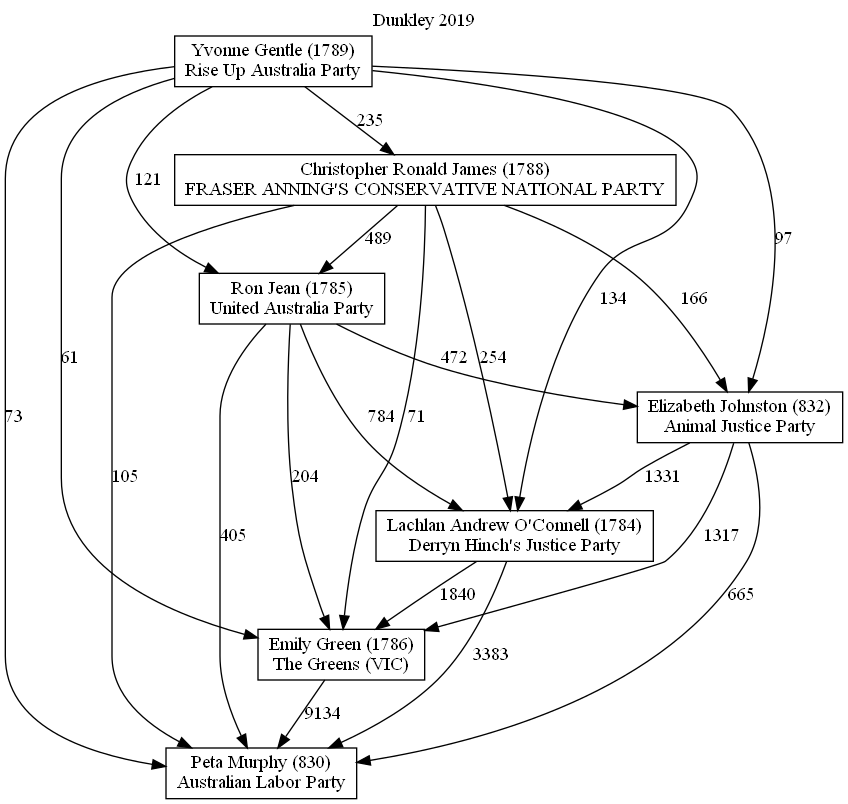 Dunkley 2019
Yvonne Gentle (1789)
Rise Up Australia Party
235
121
Christopher Ronald James (1788)
FRASER ANNING'S CONSERVATIVE NATIONAL PARTY
489
97
Ron Jean (1785)
United Australia Party
134
166
61
472
254
73
784
71
Elizabeth Johnston (832)
Animal Justice Party
105
204
1331
Lachlan Andrew O'Connell (1784)
Derryn Hinch's Justice Party
405
1317
1840
665
Emily Green (1786)
The Greens (VIC)
3383
9134
Peta Murphy (830)
Australian Labor Party